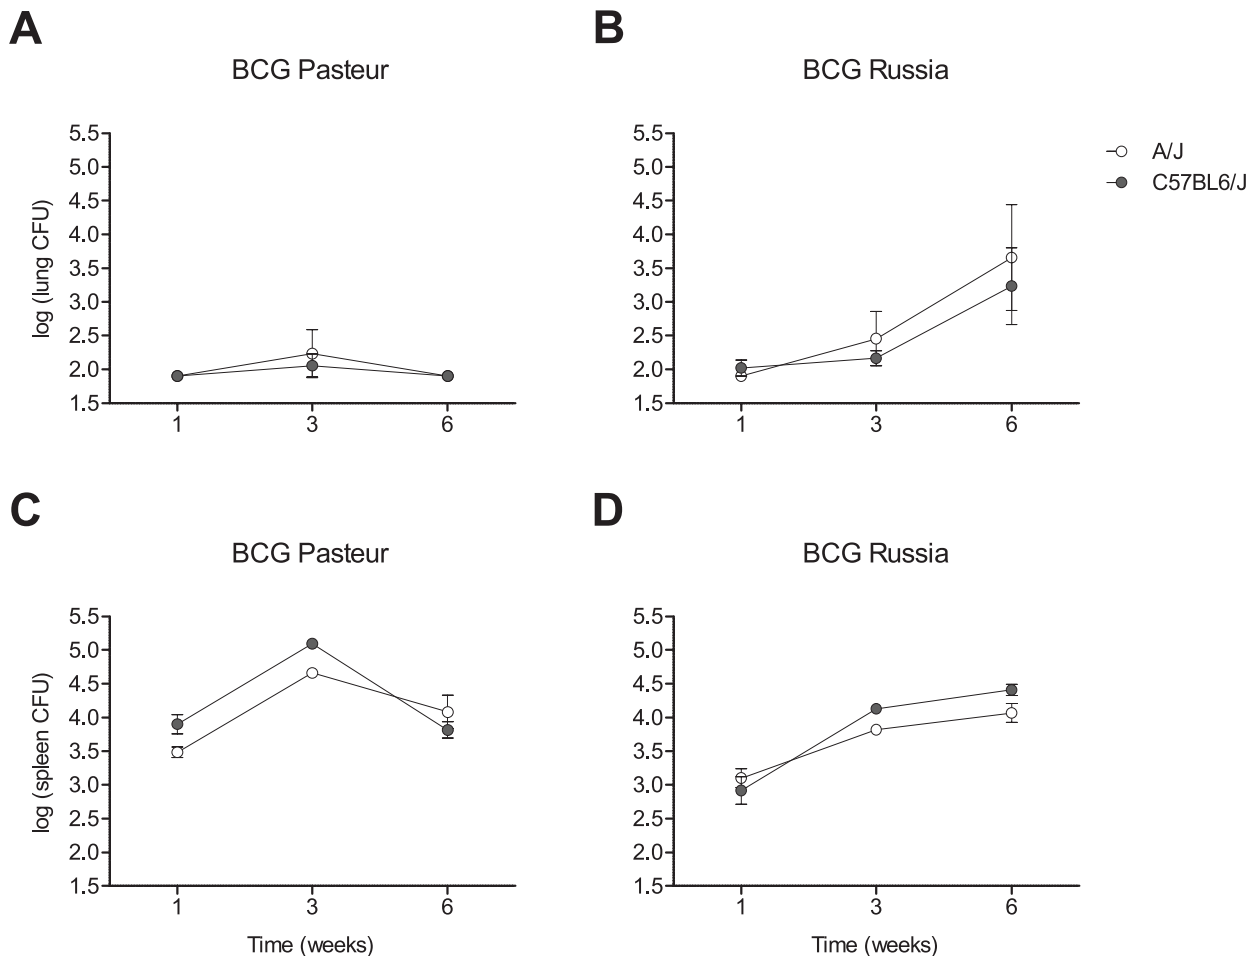 A
BCG Pasteur
5.5
5.0
4.5
4.0
3.5
3.0
2.5
2.0
1.5
log (lung CFU)
1 3 6
B
BCG Russia
5.5
5.0
4.5
4.0
3.5
3.0
2.5
2.0
1.5
1 3 6
A/J
C57BL6/J
C
BCG Pasteur
5.5
5.0
4.5
4.0
3.5
3.0
2.5
2.0
1.5
log (spleen CFU)
1 3 6
Time (weeks)
D
BCG Russia
5.5
5.0
4.5
4.0
3.5
3.0
2.5
2.0
1.5
1 3 6
Time (weeks)